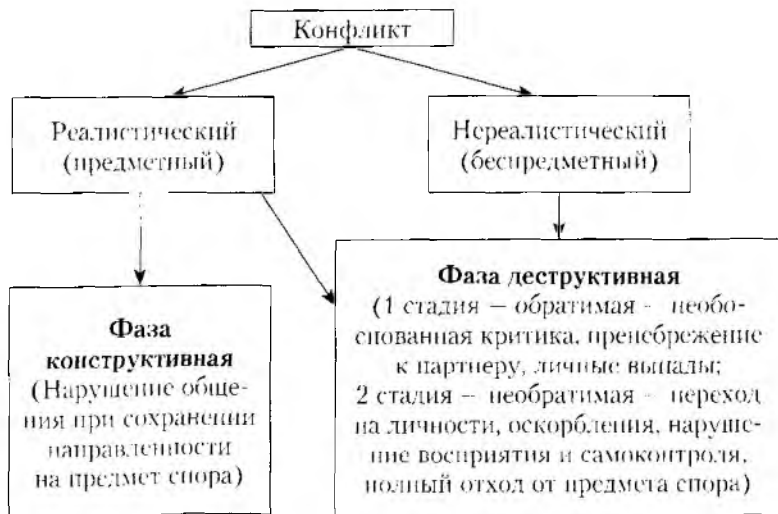 Конфликт
Реалистический
(предметный)
Нереалистический
(беспредметный)
Фаза
конструктивная
(Нарушение обще-
ния при сохранении
направленности
на предмет спора)
Фаза деструктивная
(1 стадия – обратимая - необо-
снованная критика, пренебрежение
к партнеру, личные выпады;
2 стадия – необратимая - переход
на личности, оскорбления, наруше-
ние восприятия и самоконтроля,
полный отход от предмета спора)